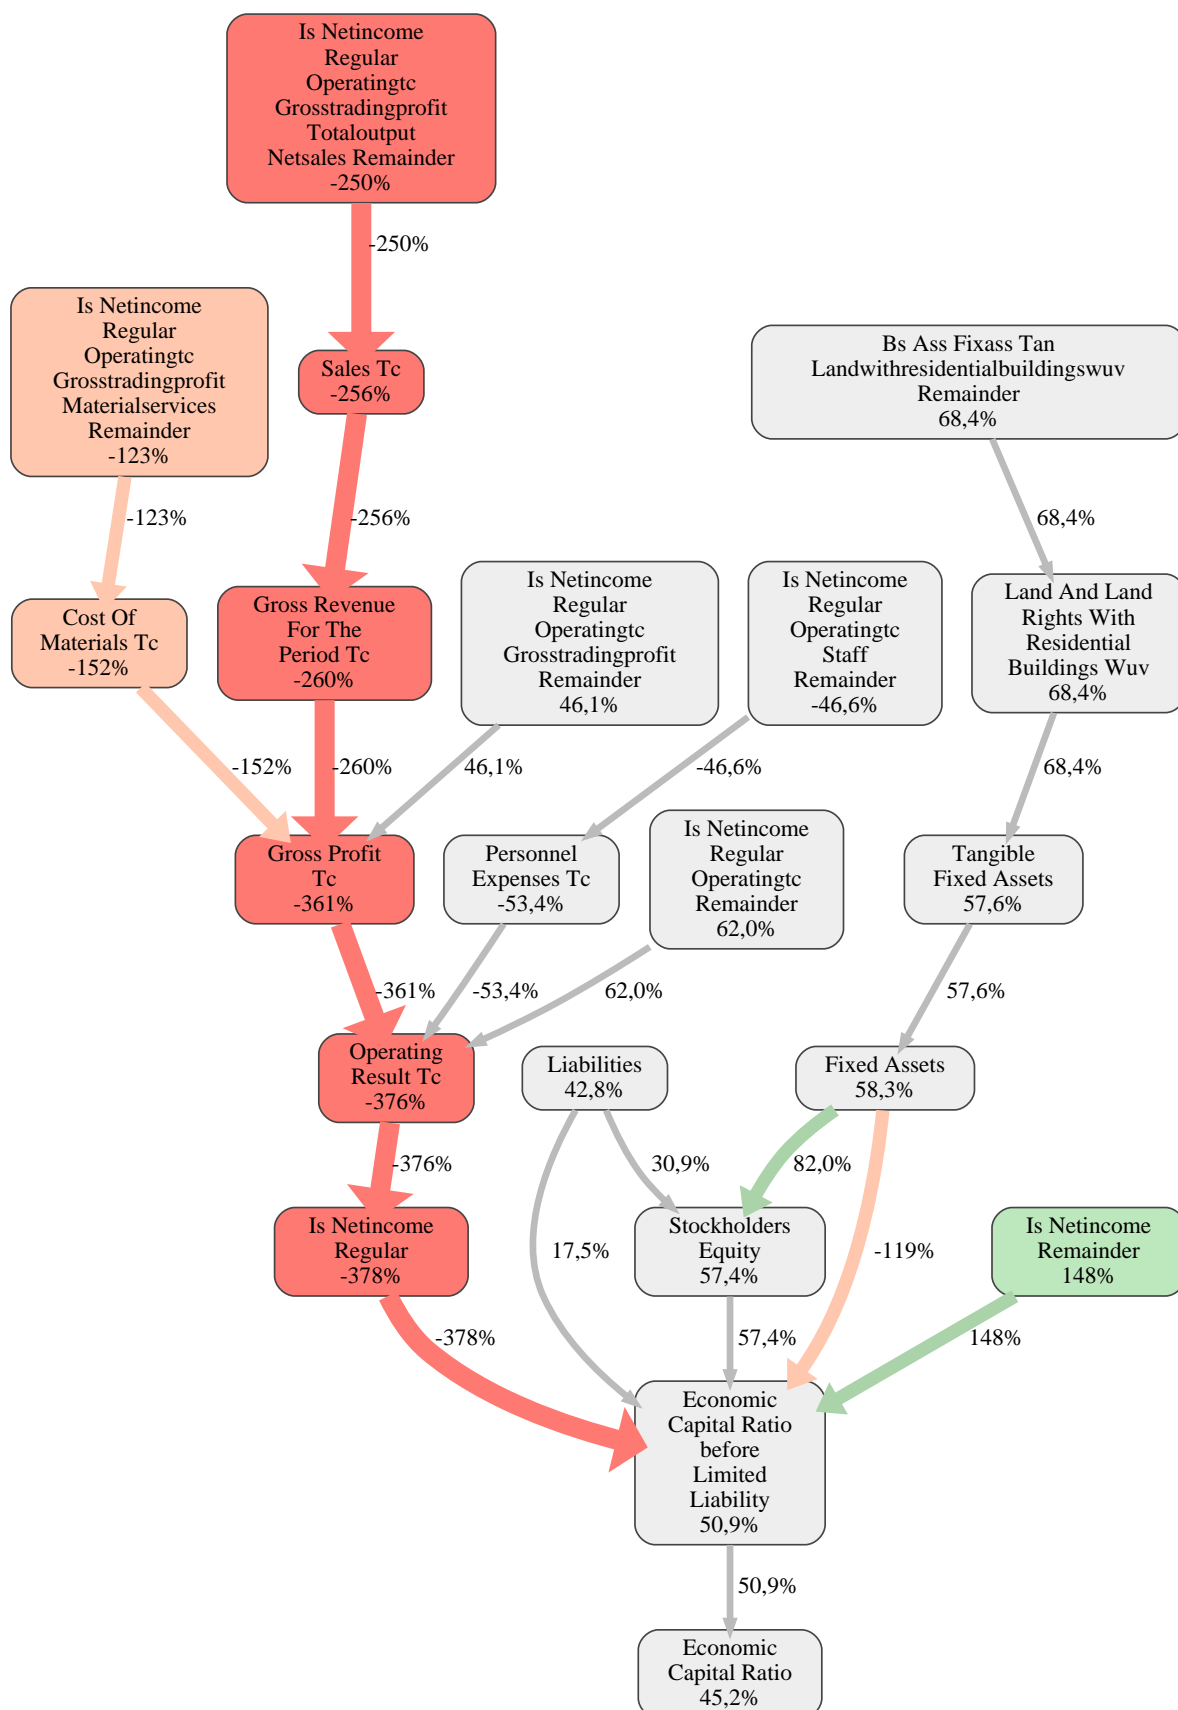 Is Netincome
Regular
Operatingtc
Grosstradingprofit
Totaloutput
Netsales Remainder
-250%
-250%
Is Netincome
Regular
Operatingtc
Grosstradingprofit
Materialservices
Remainder
-123%
Sales Tc
-256%
Bs Ass Fixass Tan
Landwithresidentialbuildingswuv
Remainder
68,4%
-123%
-256%
68,4%
Cost Of
Materials Tc
-152%
Gross Revenue
For The
Period Tc
-260%
Is Netincome
Regular
Operatingtc
Grosstradingprofit
Remainder
46,1%
Is Netincome
Regular
Operatingtc
Staff
Remainder
-46,6%
Land And Land
Rights With
Residential
Buildings Wuv
68,4%
-152%
-260%
46,1%
-46,6%
68,4%
Gross Profit
Tc
-361%
Personnel
Expenses Tc
-53,4%
Is Netincome
Regular
Operatingtc
Remainder
62,0%
Tangible
Fixed Assets
57,6%
-361%
-53,4%
62,0%
57,6%
Operating
Result Tc
-376%
Liabilities
42,8%
Fixed Assets
58,3%
-376%
30,9%
82,0%
Is Netincome
Regular
-378%
17,5%
Stockholders
Equity
57,4%
-119%
Is Netincome
Remainder
148%
-378%
57,4%
148%
Economic
Capital Ratio
before
Limited
Liability
50,9%
50,9%
Economic
Capital Ratio
45,2%